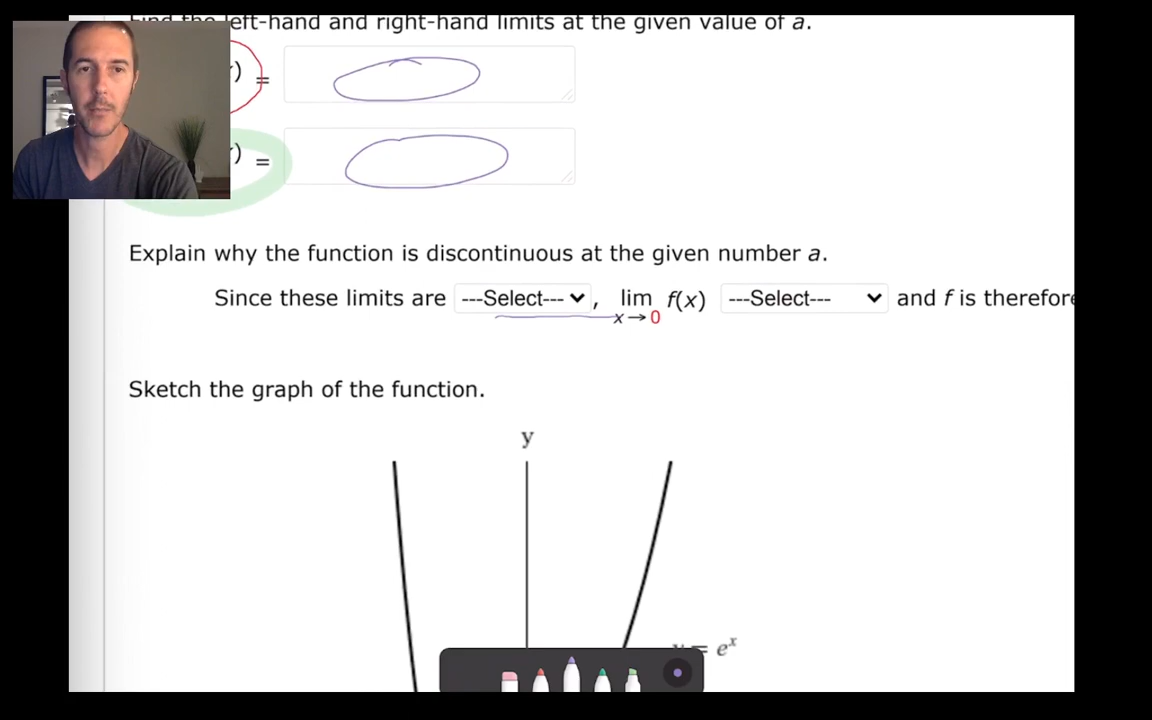 left-hand and right-hand limits at the given value of a.
) =
) =
Explain why the function is discontinuous at the given number a.
Since these limits are ---Select--- , lim f(x) ---Select--- and f is therefore
x→0
Sketch the graph of the function.
y
= eˣ